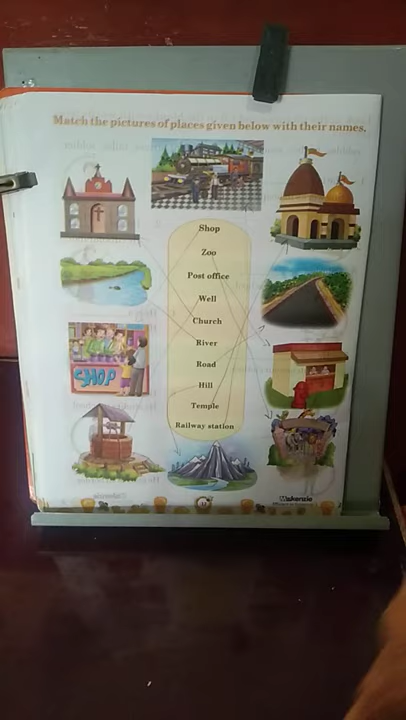 Match the pictures of places given below with their names.
Shop
Zoo
Post office
Well
Church
River
Road
Hill
Temple
Railway station
SHOP